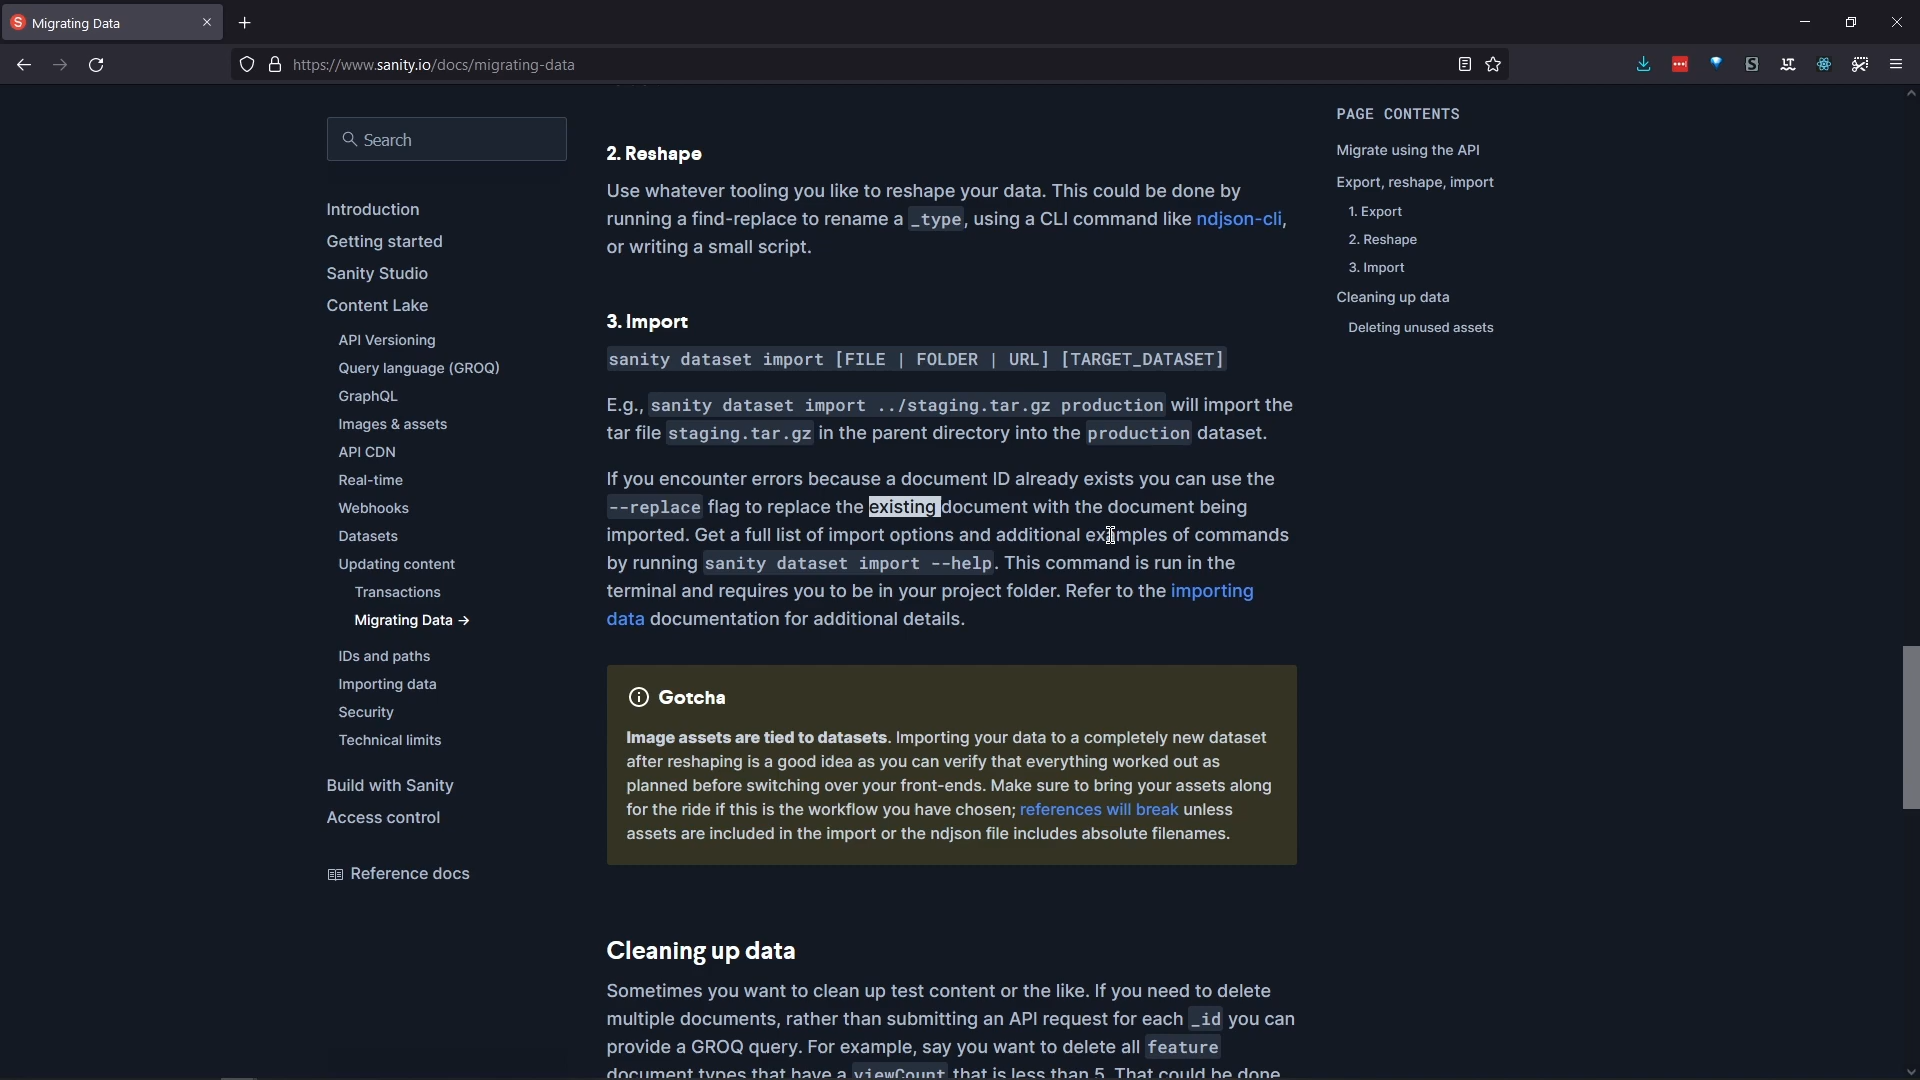 Migrating Data
https://www.sanity.io/docs/migrating-data
Search
Introduction
Getting started
Sanity Studio
Content Lake
API Versioning
Query language (GROQ)
GraphQL
Images & assets
API CDN
Real-time
Webhooks
Datasets
Updating content
Transactions
Migrating Data →
IDs and paths
Importing data
Security
Technical limits
Build with Sanity
Access control
Reference docs
2. Reshape
Use whatever tooling you like to reshape your data. This could be done by
running a find-replace to rename a _type, using a CLI command like ndjson-cli,
or writing a small script.
3. Import
sanity dataset import [FILE | FOLDER | URL] [TARGET_DATASET]
E.g., sanity dataset import ../staging.tar.gz production will import the
tar file staging.tar.gz in the parent directory into the production dataset.
If you encounter errors because a document ID already exists you can use the
--replace flag to replace the existing document with the document being
imported. Get a full list of import options and additional examples of commands
by running sanity dataset import --help. This command is run in the
terminal and requires you to be in your project folder. Refer to the importing
data documentation for additional details.
Gotcha
Image assets are tied to datasets. Importing your data to a completely new dataset
after reshaping is a good idea as you can verify that everything worked out as
planned before switching over your front-ends. Make sure to bring your assets along
for the ride if this is the workflow you have chosen; references will break unless
assets are included in the import or the ndjson file includes absolute filenames.
Cleaning up data
Sometimes you want to clean up test content or the like. If you need to delete
multiple documents, rather than submitting an API request for each _id you can
provide a GROQ query. For example, say you want to delete all feature
document types that have a viewCount that is less than 5. That could be done
PAGE CONTENTS
Migrate using the API
Export, reshape, import
1. Export
2. Reshape
3. Import
Cleaning up data
Deleting unused assets